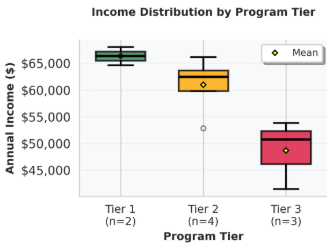 Income Distribution by Program Tier
Mean
Annual Income ($)
$65,000
$60,000
$55,000
$50,000
$45,000
Tier 1
(n=2)
Tier 2
(n=4)
Tier 3
(n=3)
Program Tier